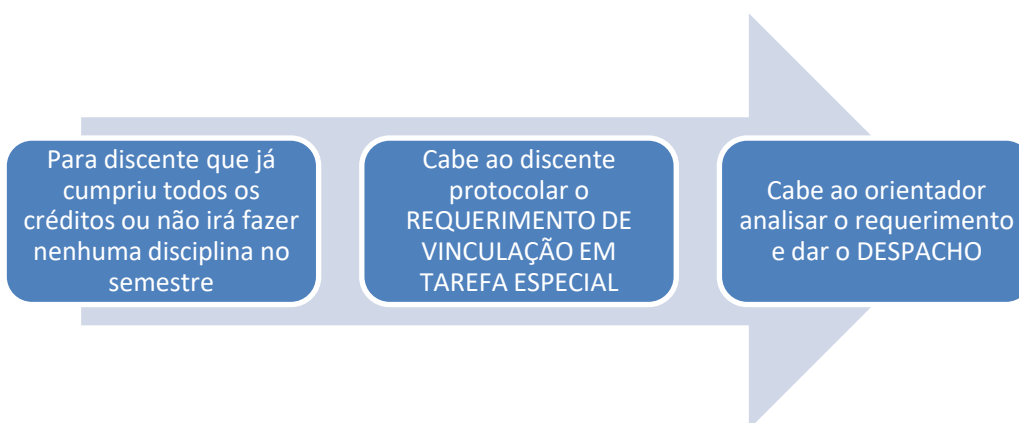 Para discente que já
cumpriu todos os
créditos ou não irá fazer
nenhuma disciplina no
semestre
Cabe ao discente
protocolar o
REQUERIMENTO DE
VINCULAÇÃO EM
TAREFA ESPECIAL
Cabe ao orientador
analisar o requerimento
e dar o DESPACHO